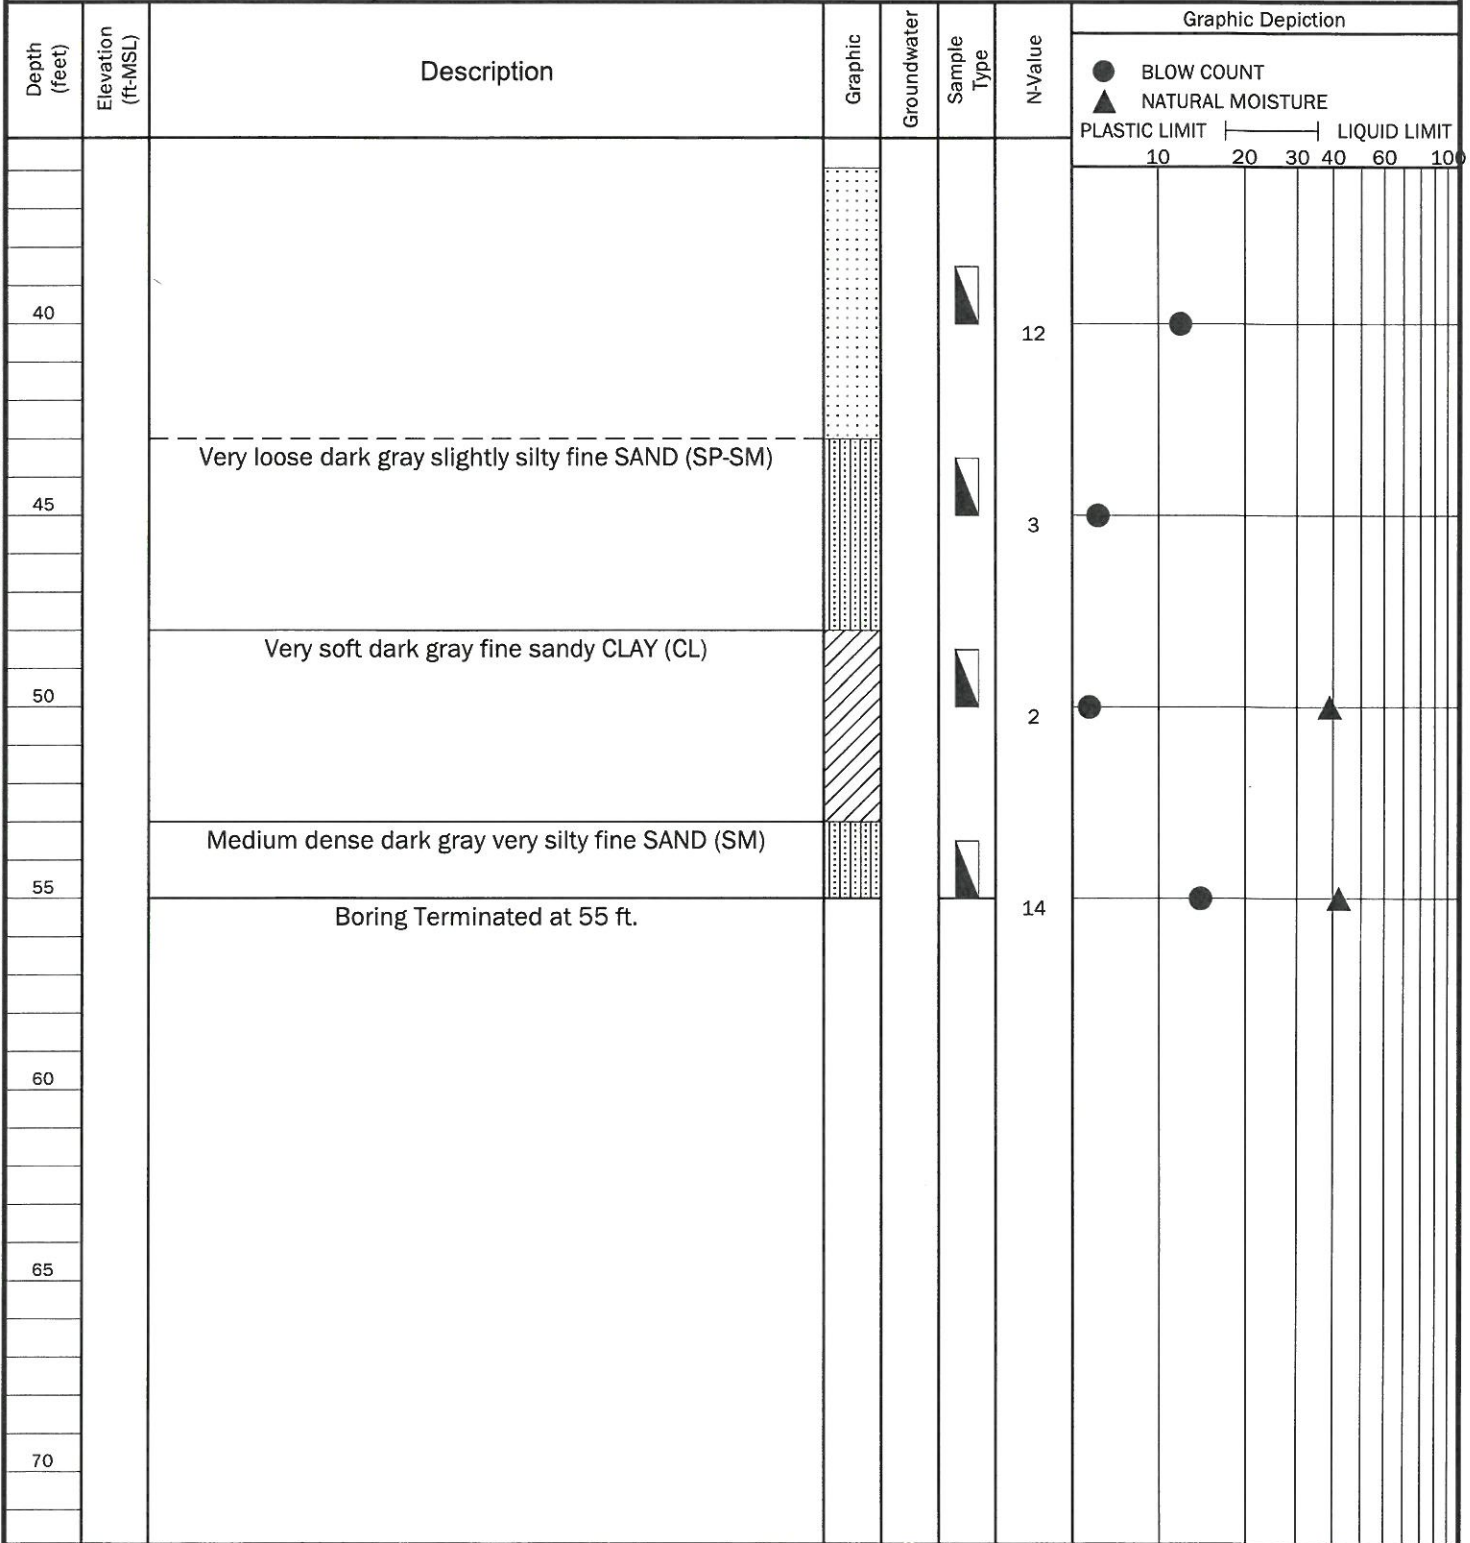 Depth
(feet)
Elevation
(ft-MSL)
Description
Graphic
Groundwater
Sample
Type
N-Value
Graphic Depiction
BLOW COUNT
NATURAL MOISTURE
PLASTIC LIMIT LIQUID LIMIT
10 20 30 40 60 100
40
12
Very loose dark gray slightly silty fine SAND (SP-SM)
45
3
Very soft dark gray fine sandy CLAY (CL)
50
2
Medium dense dark gray very silty fine SAND (SM)
55
14
Boring Terminated at 55 ft.
60
65
70